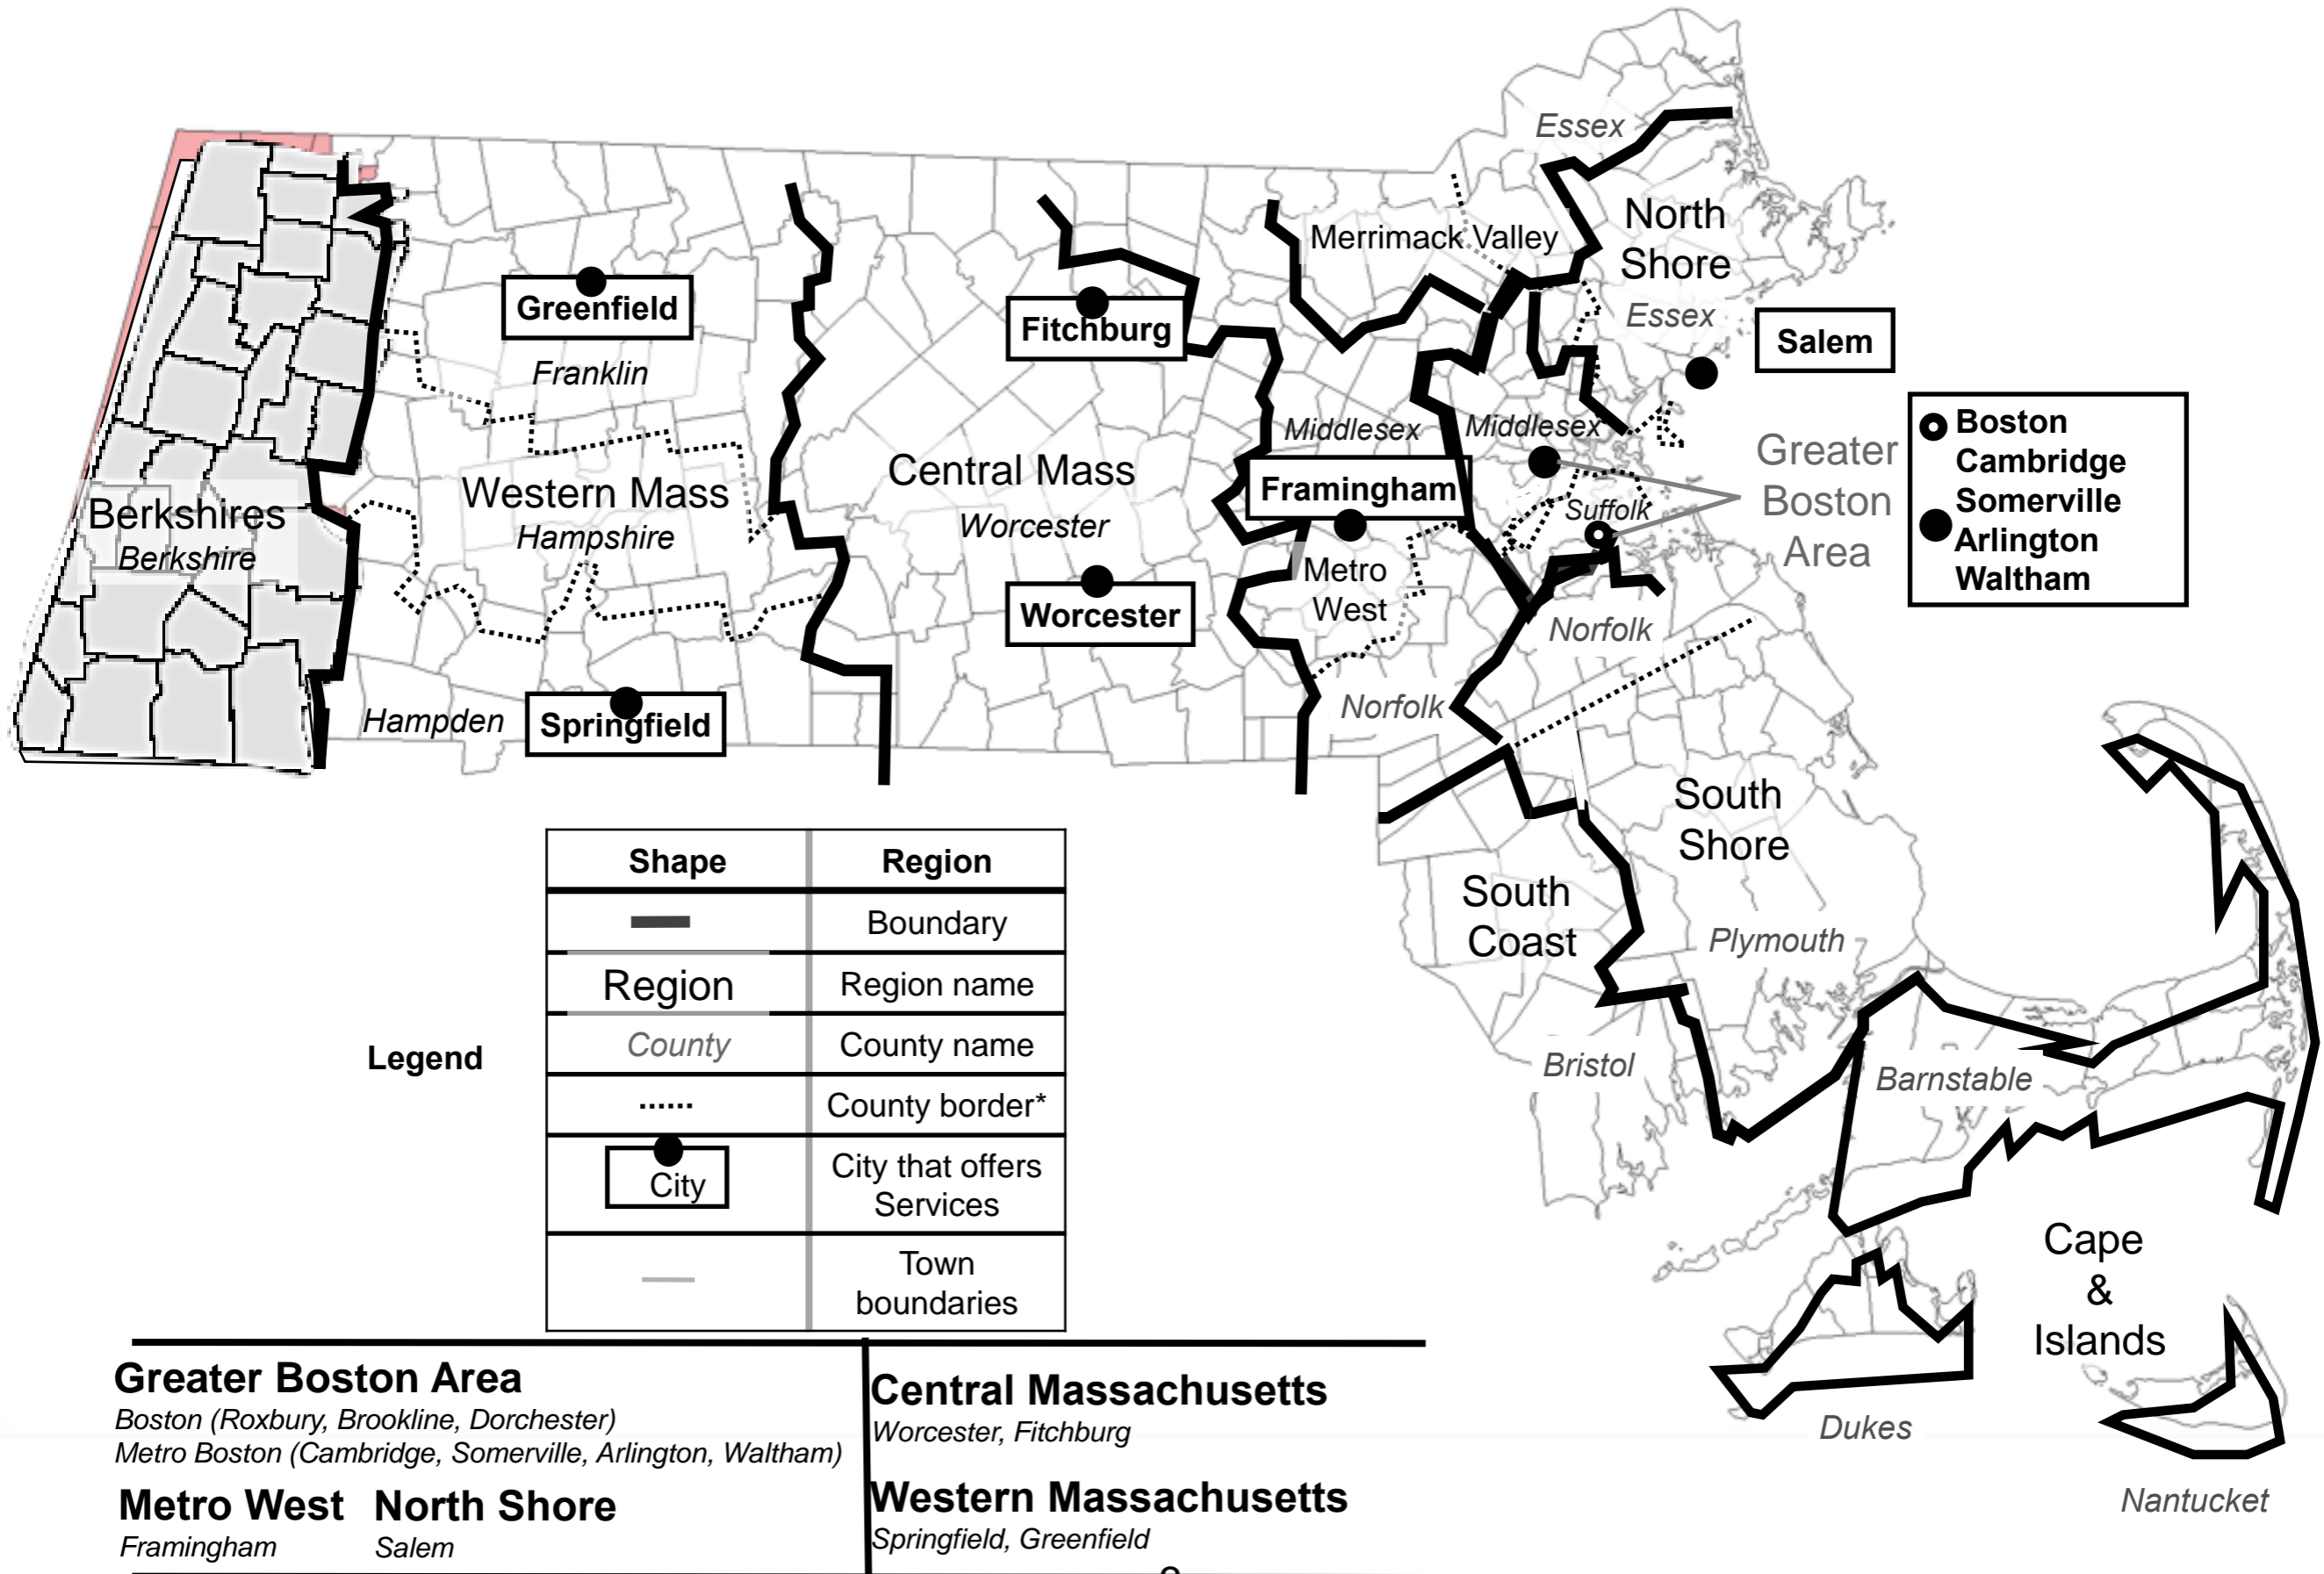 Essex
North
Shore
Merrimack Valley
Essex
Greenfield
Fitchburg
Salem
Franklin
Middlesex
Middlesex
Boston
Cambridge
Somerville
Arlington
Waltham
Greater
Boston
Area
Central Mass
Worcester
Western Mass
Hampshire
Framingham
Suffolk
Berkshires
Berkshire
Metro
West
Worcester
Norfolk
Norfolk
Hampden
Springfield
South
Shore
South
Coast
Plymouth
Bristol
Barnstable
Cape
&
Islands
Dukes
Nantucket
Legend
Shape Region
Boundary
Region Region name
County County name
County border*
City City that offers
Services
Town
boundaries
Greater Boston Area
Boston (Roxbury, Brookline, Dorchester)
Metro Boston (Cambridge, Somerville, Arlington, Waltham)
Metro West North Shore
Framingham Salem
Central Massachusetts
Worcester, Fitchburg
Western Massachusetts
Springfield, Greenfield